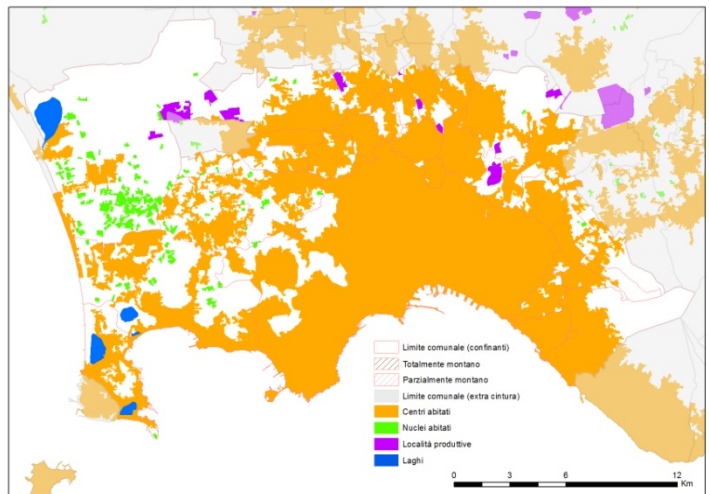 Limite comunale (confinanti)
Totalmente montano
Parzialmente montano
Limite comunale (extra cintura)
Centri abitati
Nuclei abitati
Località produttive
Laghi
0 3 6 12
Km